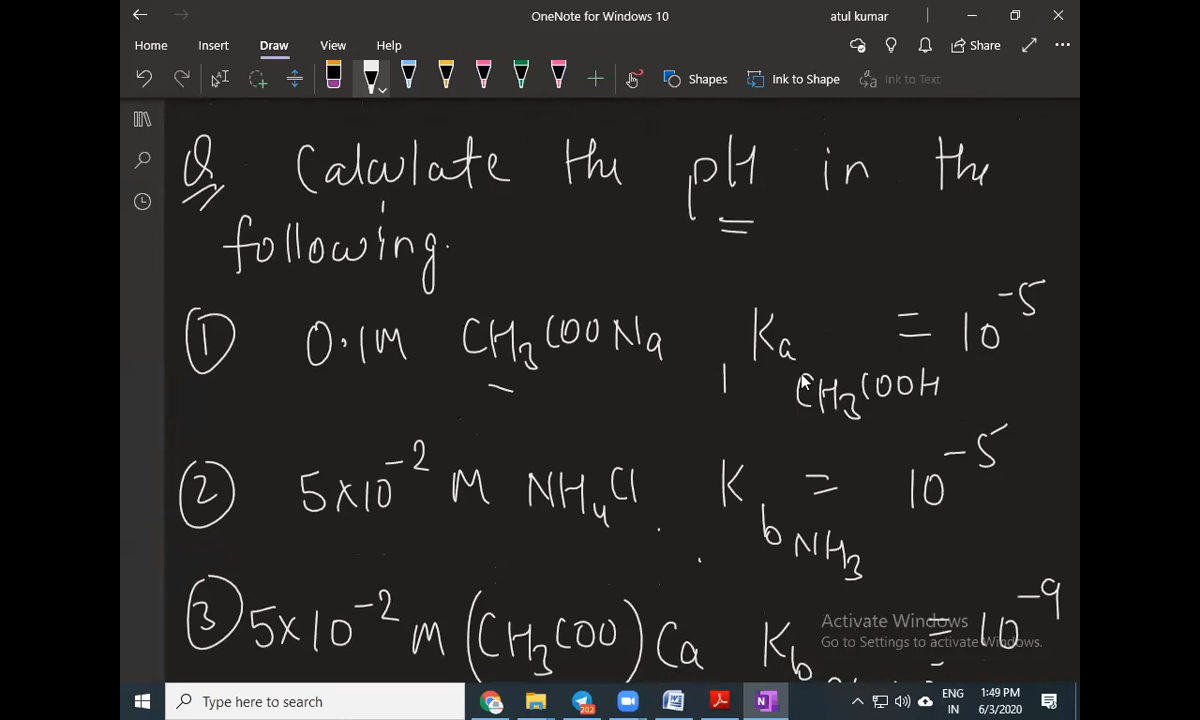 OneNote for Windows 10
atul kumar
Home Insert Draw View Help
Share
Shapes Ink to Shape Ink to Text
Q Calculate the pH in the
following.
① 0.1M CH₃COONa, Ka CH₃COOH = 10⁻⁵
② 5×10⁻² M NH₄Cl. Kb NH₃ = 10⁻⁵
③ 5×10⁻² M (CH₃COO) Ca Kb = 10⁻⁹
Activate Windows
Go to Settings to activate Windows.
Type here to search
202
ENG
IN
1:49 PM
6/3/2020